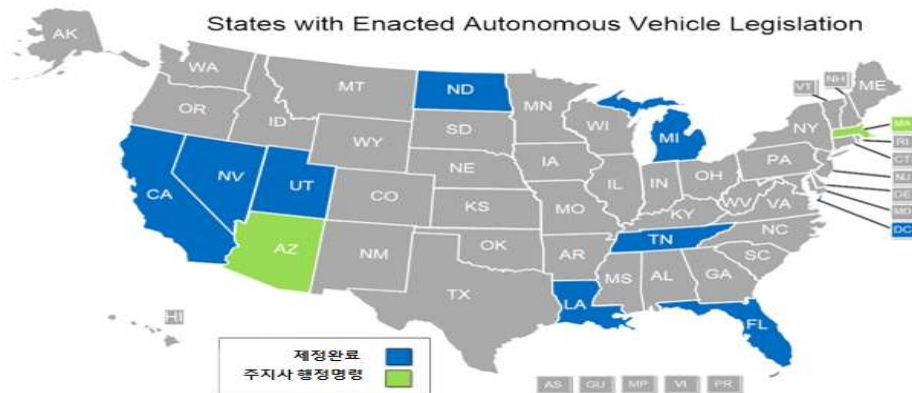 States with Enacted Autonomous Vehicle Legislation
AK
WA
MT
ND
MN
VT
NH
ME
OR
ID
WY
SD
WI
MI
NY
MA
RI
CT
NJ
DE
MD
DC
NV
UT
CO
NE
IA
IL
IN
OH
PA
CA
KS
MO
KY
WV
VA
AZ
NM
OK
AR
TN
NC
SC
TX
LA
MS
AL
GA
FL
HI
제정완료
주지사 행정명령
AS
GU
MP
VI
PR